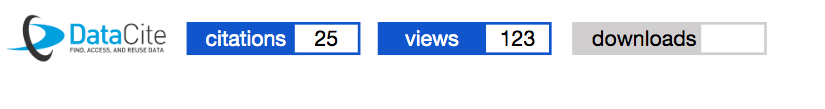 DataCite citations 25 views 123 downloads
FIND, ACCESS, AND REUSE DATA